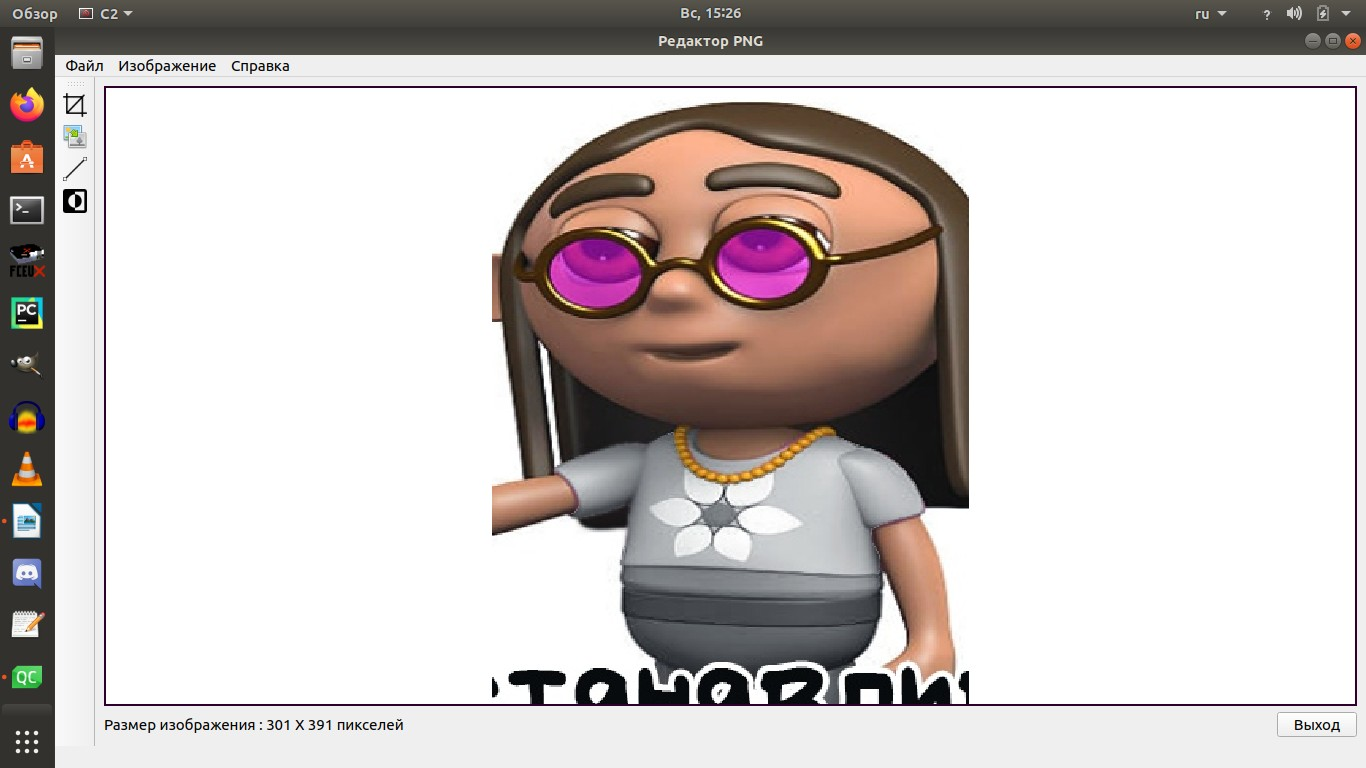 Обзор C2 Вс, 15:26 ru ?
Редактор PNG
Файл Изображение Справка
FCEUX
PC
QC
Размер изображения : 301 X 391 пикселей
Выход